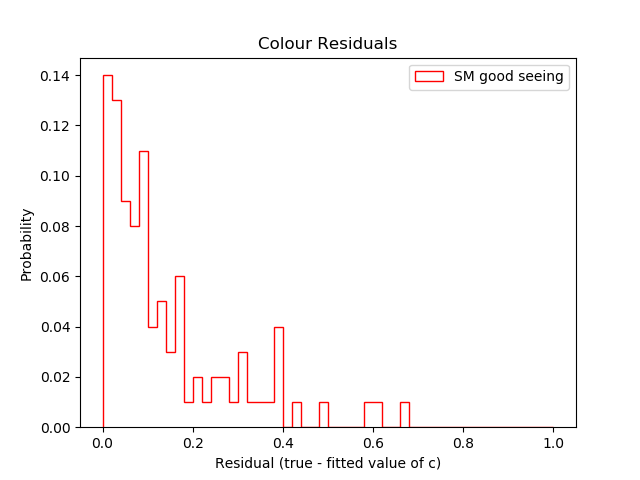 Colour Residuals
SM good seeing
Probability
0.14
0.12
0.10
0.08
0.06
0.04
0.02
0.00
0.0 0.2 0.4 0.6 0.8 1.0
Residual (true - fitted value of c)